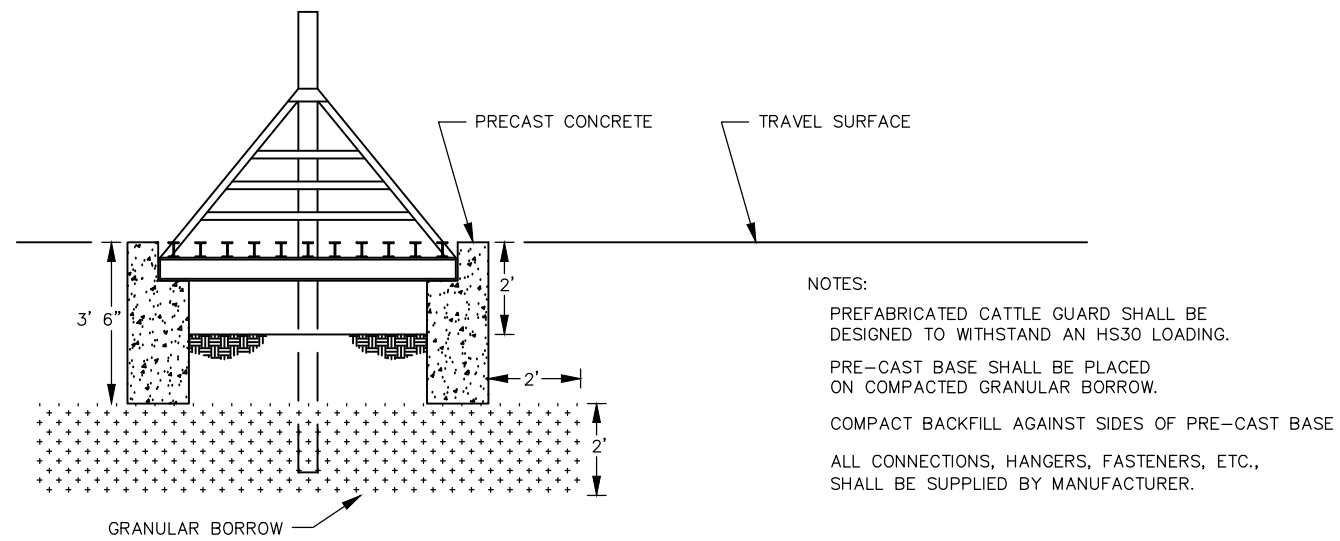 PRECAST CONCRETE
TRAVEL SURFACE
3' 6"
2'
2'
2'
GRANULAR BORROW
NOTES:
PREFABRICATED CATTLE GUARD SHALL BE
DESIGNED TO WITHSTAND AN HS30 LOADING.
PRE-CAST BASE SHALL BE PLACED
ON COMPACTED GRANULAR BORROW.
COMPACT BACKFILL AGAINST SIDES OF PRE-CAST BASE
ALL CONNECTIONS, HANGERS, FASTENERS, ETC.,
SHALL BE SUPPLIED BY MANUFACTURER.